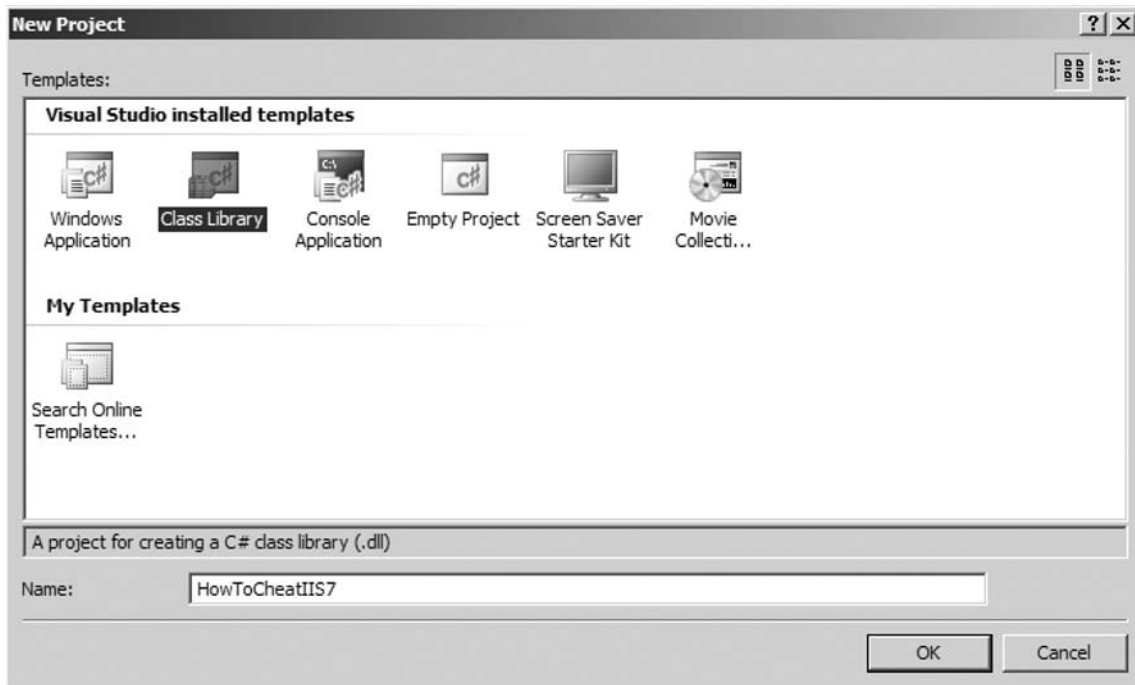 New Project
Templates:
Visual Studio installed templates
C#
C#
C:\
C#
C#
Windows
Application
Class Library
Console
Application
Empty Project
Screen Saver
Starter Kit
Movie
Collecti...
My Templates
Search Online
Templates...
A project for creating a C# class library (.dll)
Name:
HowToCheatIIS7
OK
Cancel